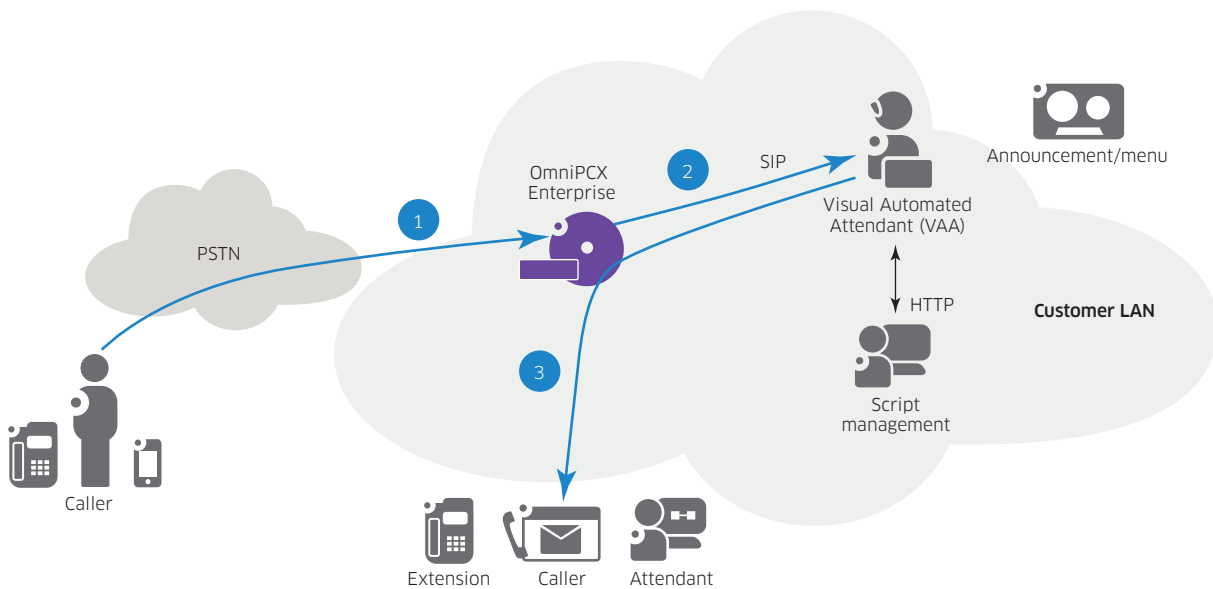 PSTN
1
OmniPCX
Enterprise
2
SIP
Visual Automated
Attendant (VAA)
Announcement/menu
HTTP
Customer LAN
Script
management
3
Caller
Extension
Caller
Attendant